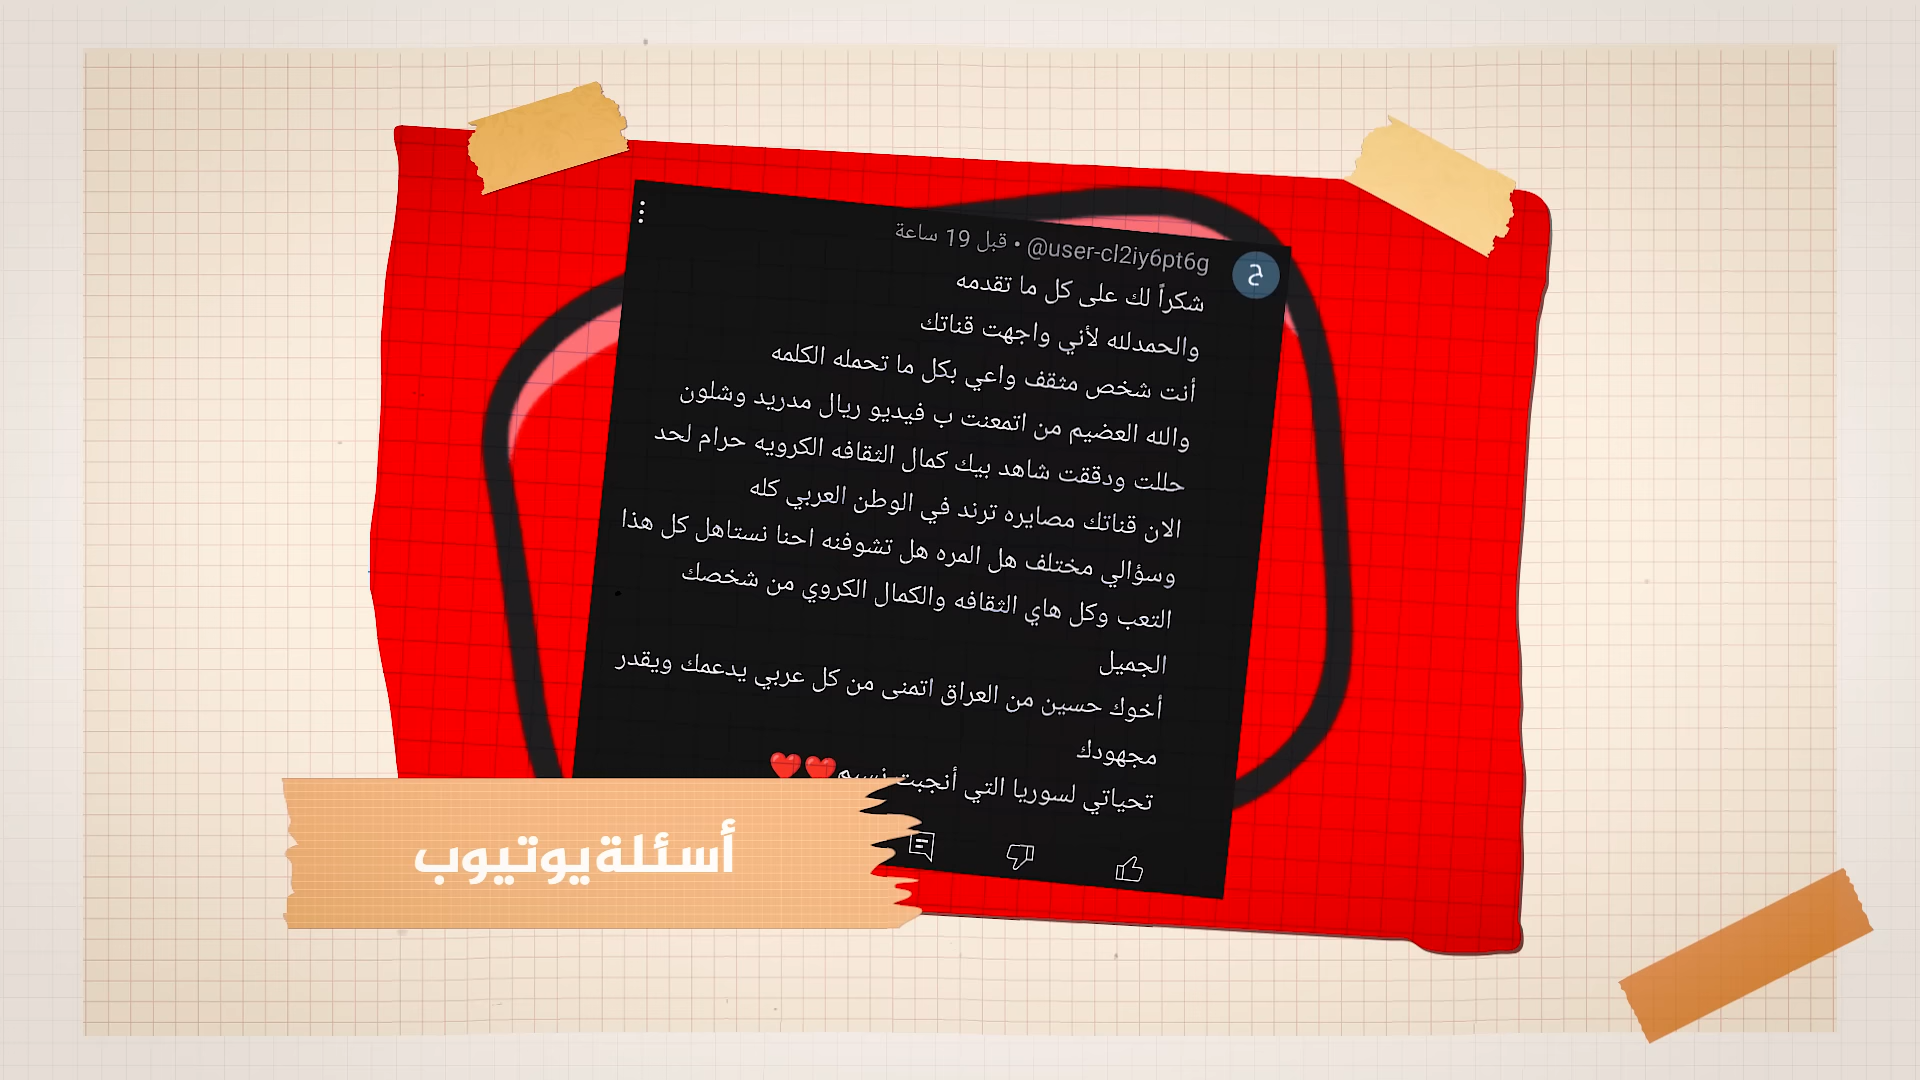 @user-cl2iy6pt6g • قبل 19 ساعة
شكراً لك على كل ما تقدمه
والحمدلله لأني واجهت قناتك
أنت شخص مثقف واعي بكل ما تحمله الكلمه
والله العضيم من اتمعنت ب فيديو ريال مدريد وشلون
حللت ودققت شاهد بيك كمال الثقافه الكرويه حرام لحد
الان قناتك مصايره ترند في الوطن العربي كله
وسؤالي مختلف هل المره هل تشوفنه احنا نستاهل كل هذا
التعب وكل هاي الثقافه والكمال الكروي من شخصك
الجميل
أخوك حسين من العراق اتمنى من كل عربي يدعمك ويقدر
مجهودك
تحياتي لسوريا التي أنجبت نسيم❤️❤️
أسئلة يوتيوب